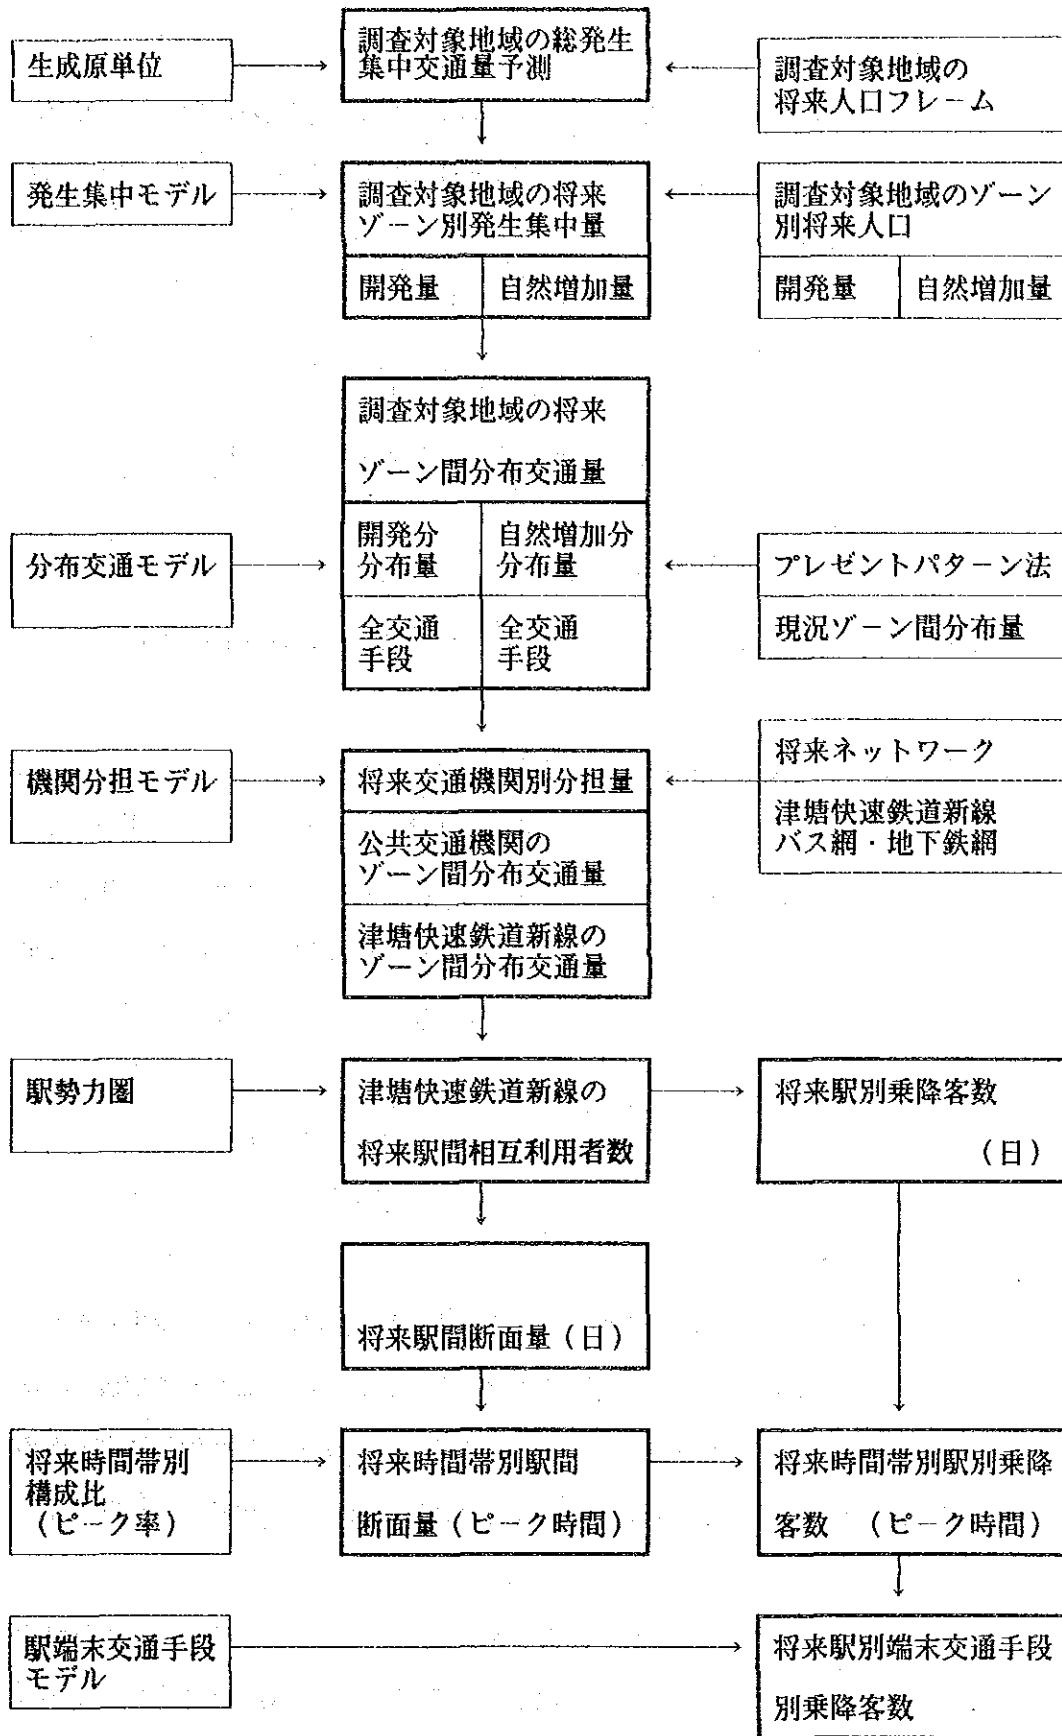 生成原単位
調査対象地域の総発生
集中交通量予測
調査対象地域の
将来人口フレーム
発生集中モデル
調査対象地域の将来
ゾーン別発生集中量
開発量
自然増加量
調査対象地域のゾーン
別将来人口
開発量
自然増加量
調査対象地域の将来
ゾーン間分布交通量
分布交通モデル
開発分
分布量
自然増加分
分布量
全交通
手段
全交通
手段
プレゼントパターン法
現況ゾーン間分布量
機関分担モデル
将来交通機関別分担量
公共交通機関の
ゾーン間分布交通量
津塘快速鉄道新線の
ゾーン間分布交通量
将来ネットワーク
津塘快速鉄道新線
バス網・地下鉄網
駅勢力圏
津塘快速鉄道新線の
将来駅間相互利用者数
将来駅別乗降客数
（日）
将来駅間断面量（日）
将来時間帯別
構成比
（ピーク率）
将来時間帯別駅間
断面量（ピーク時間）
将来時間帯別駅別乗降
客数 （ピーク時間）
駅端末交通手段
モデル
将来駅別端末交通手段
別乗降客数